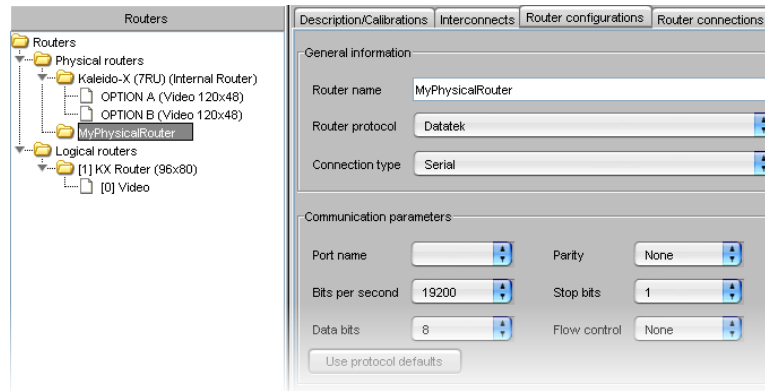 Routers
Routers
Physical routers
Kaleido-X (7RU) (Internal Router)
OPTION A (Video 120x48)
OPTION B (Video 120x48)
MyPhysicalRouter
Logical routers
[1] KX Router (96x80)
[0] Video
Description/Calibrations Interconnects Router configurations Router connections
General information
Router name MyPhysicalRouter
Router protocol Datatek
Connection type Serial
Communication parameters
Port name Parity None
Bits per second 19200 Stop bits 1
Data bits 8 Flow control None
Use protocol defaults